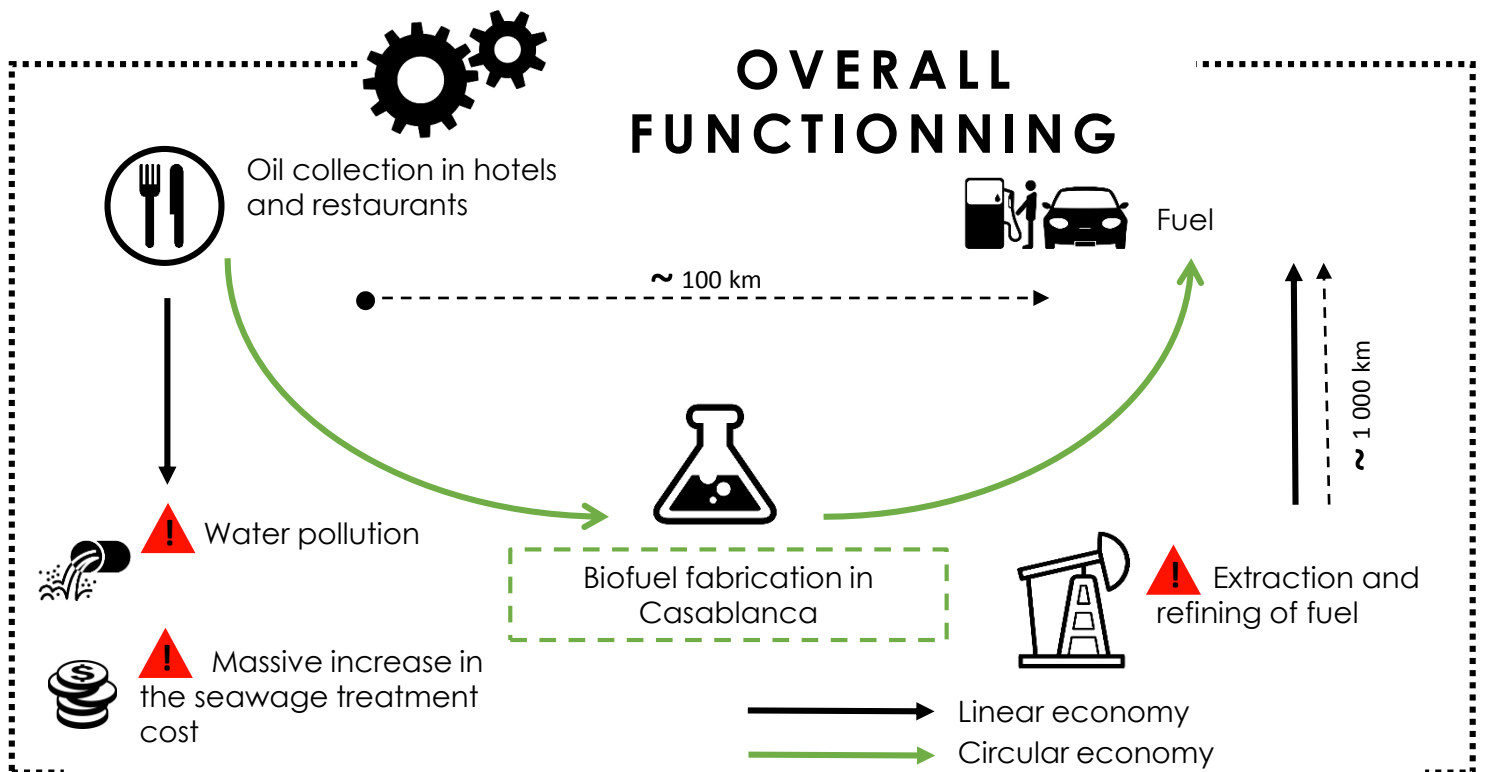 OVERALL
FUNCTIONNING
Oil collection in hotels
and restaurants
Fuel
~ 100 km
~ 1 000 km
! Water pollution
Biofuel fabrication in
Casablanca
! Extraction and
refining of fuel
! Massive increase in
the seawage treatment
cost
$
Linear economy
Circular economy